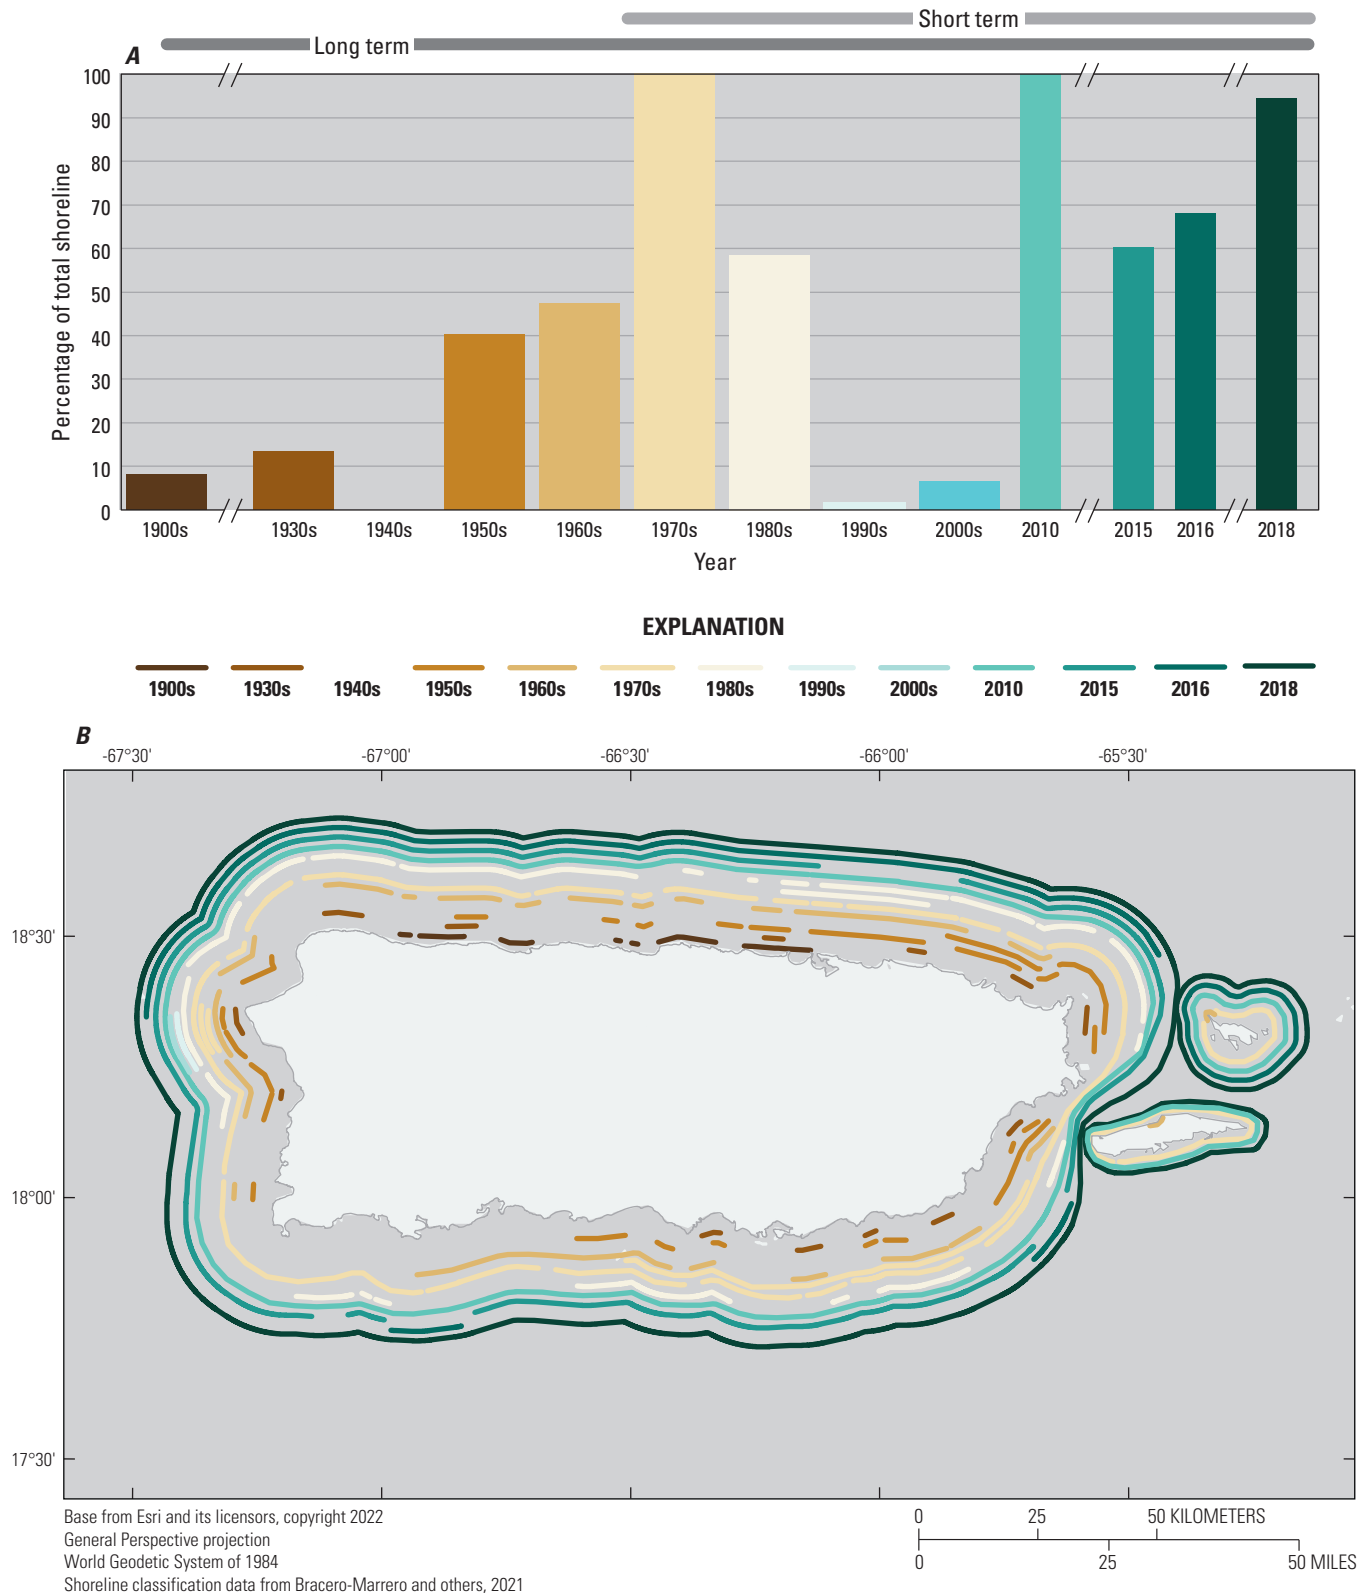 Short term
Long term
A
100
90
80
70
60
50
40
30
20
10
0
Percentage of total shoreline
1900s 1930s 1940s 1950s 1960s 1970s 1980s 1990s 2000s 2010 2015 2016 2018
Year
EXPLANATION
1900s 1930s 1940s 1950s 1960s 1970s 1980s 1990s 2000s 2010 2015 2016 2018
B
-67°30' -67°00' -66°30' -66°00' -65°30'
18°30'
18°00'
17°30'
Base from Esri and its licensors, copyright 2022
General Perspective projection
World Geodetic System of 1984
Shoreline classification data from Bracero-Marrero and others, 2021
0 25 50 KILOMETERS
0 25 50 MILES